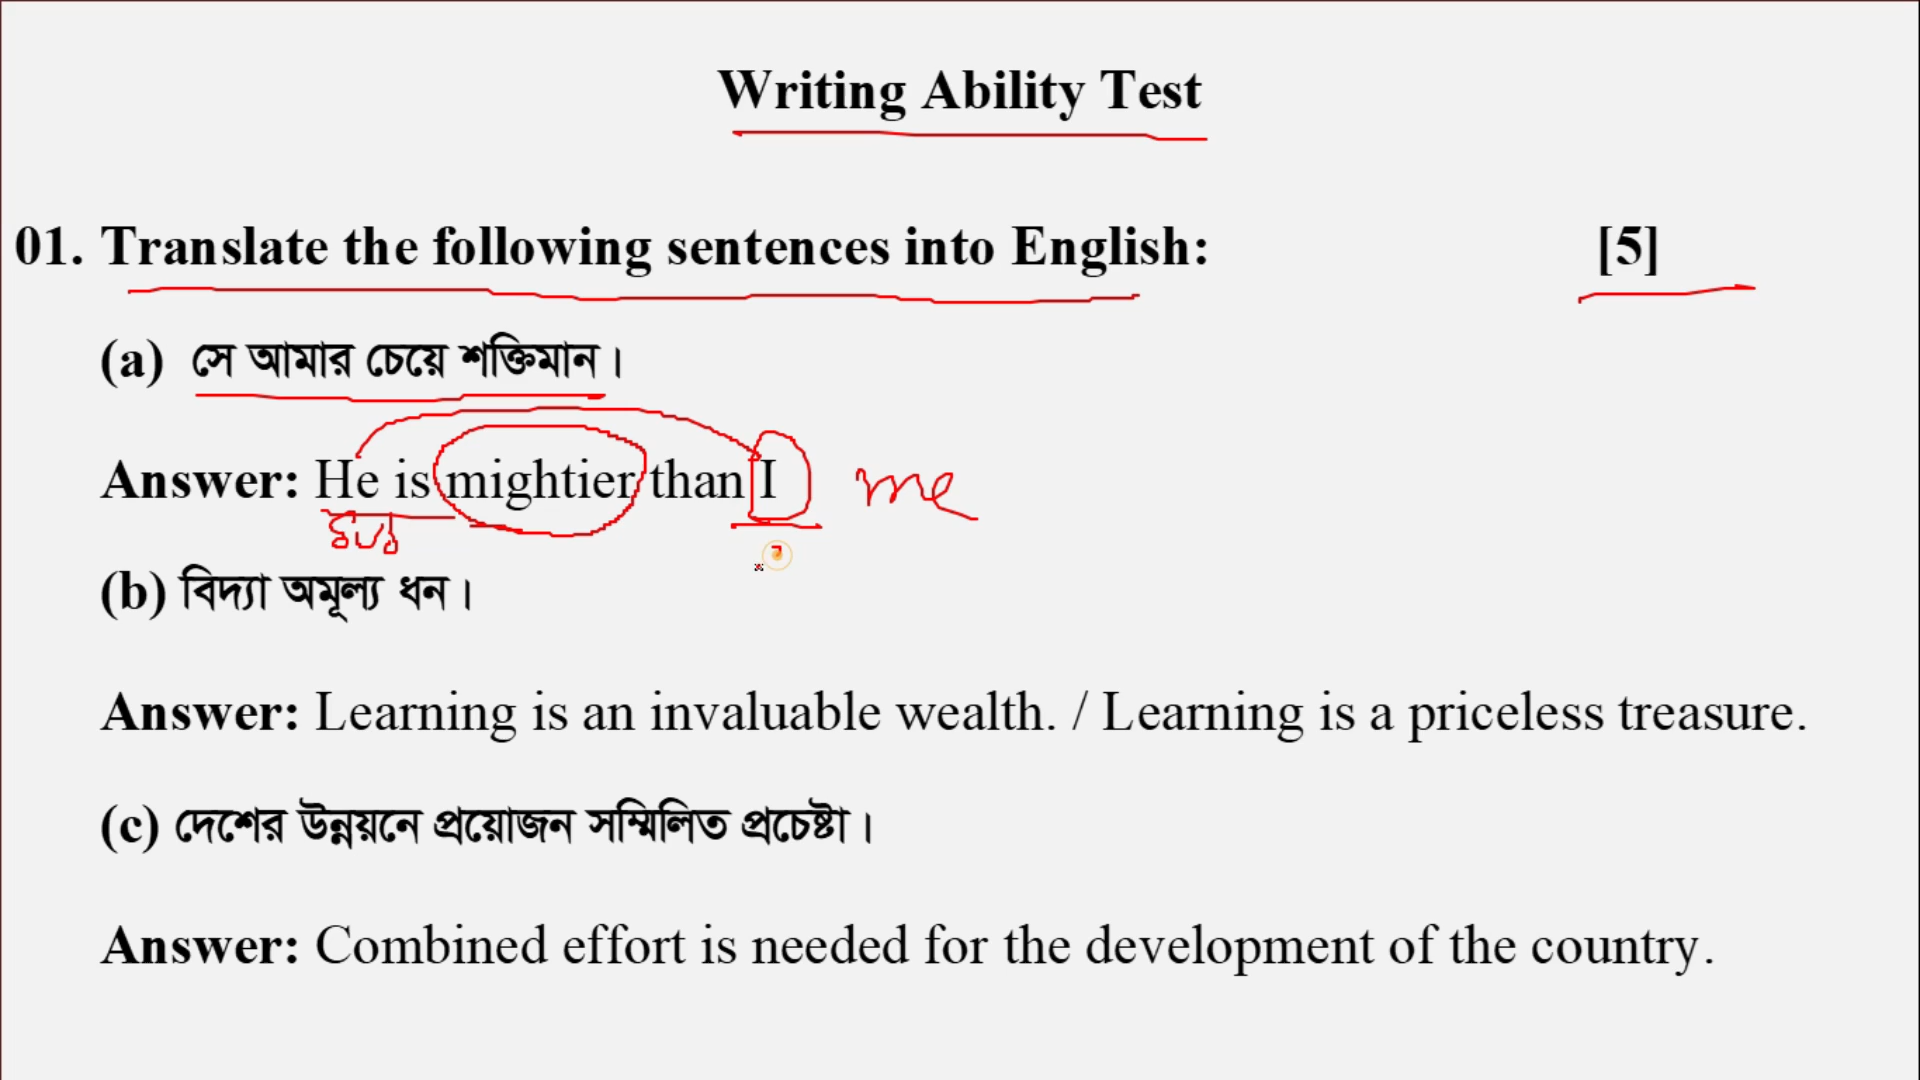 Writing Ability Test
01. Translate the following sentences into English: [5]
(a) সে আমার চেয়ে শক্তিমান।
Answer: He is mightier than I me
sub
(b) বিদ্যা অমূল্য ধন।
Answer: Learning is an invaluable wealth. / Learning is a priceless treasure.
(c) দেশের উন্নয়নে প্রয়োজন সম্মিলিত প্রচেষ্টা।
Answer: Combined effort is needed for the development of the country.